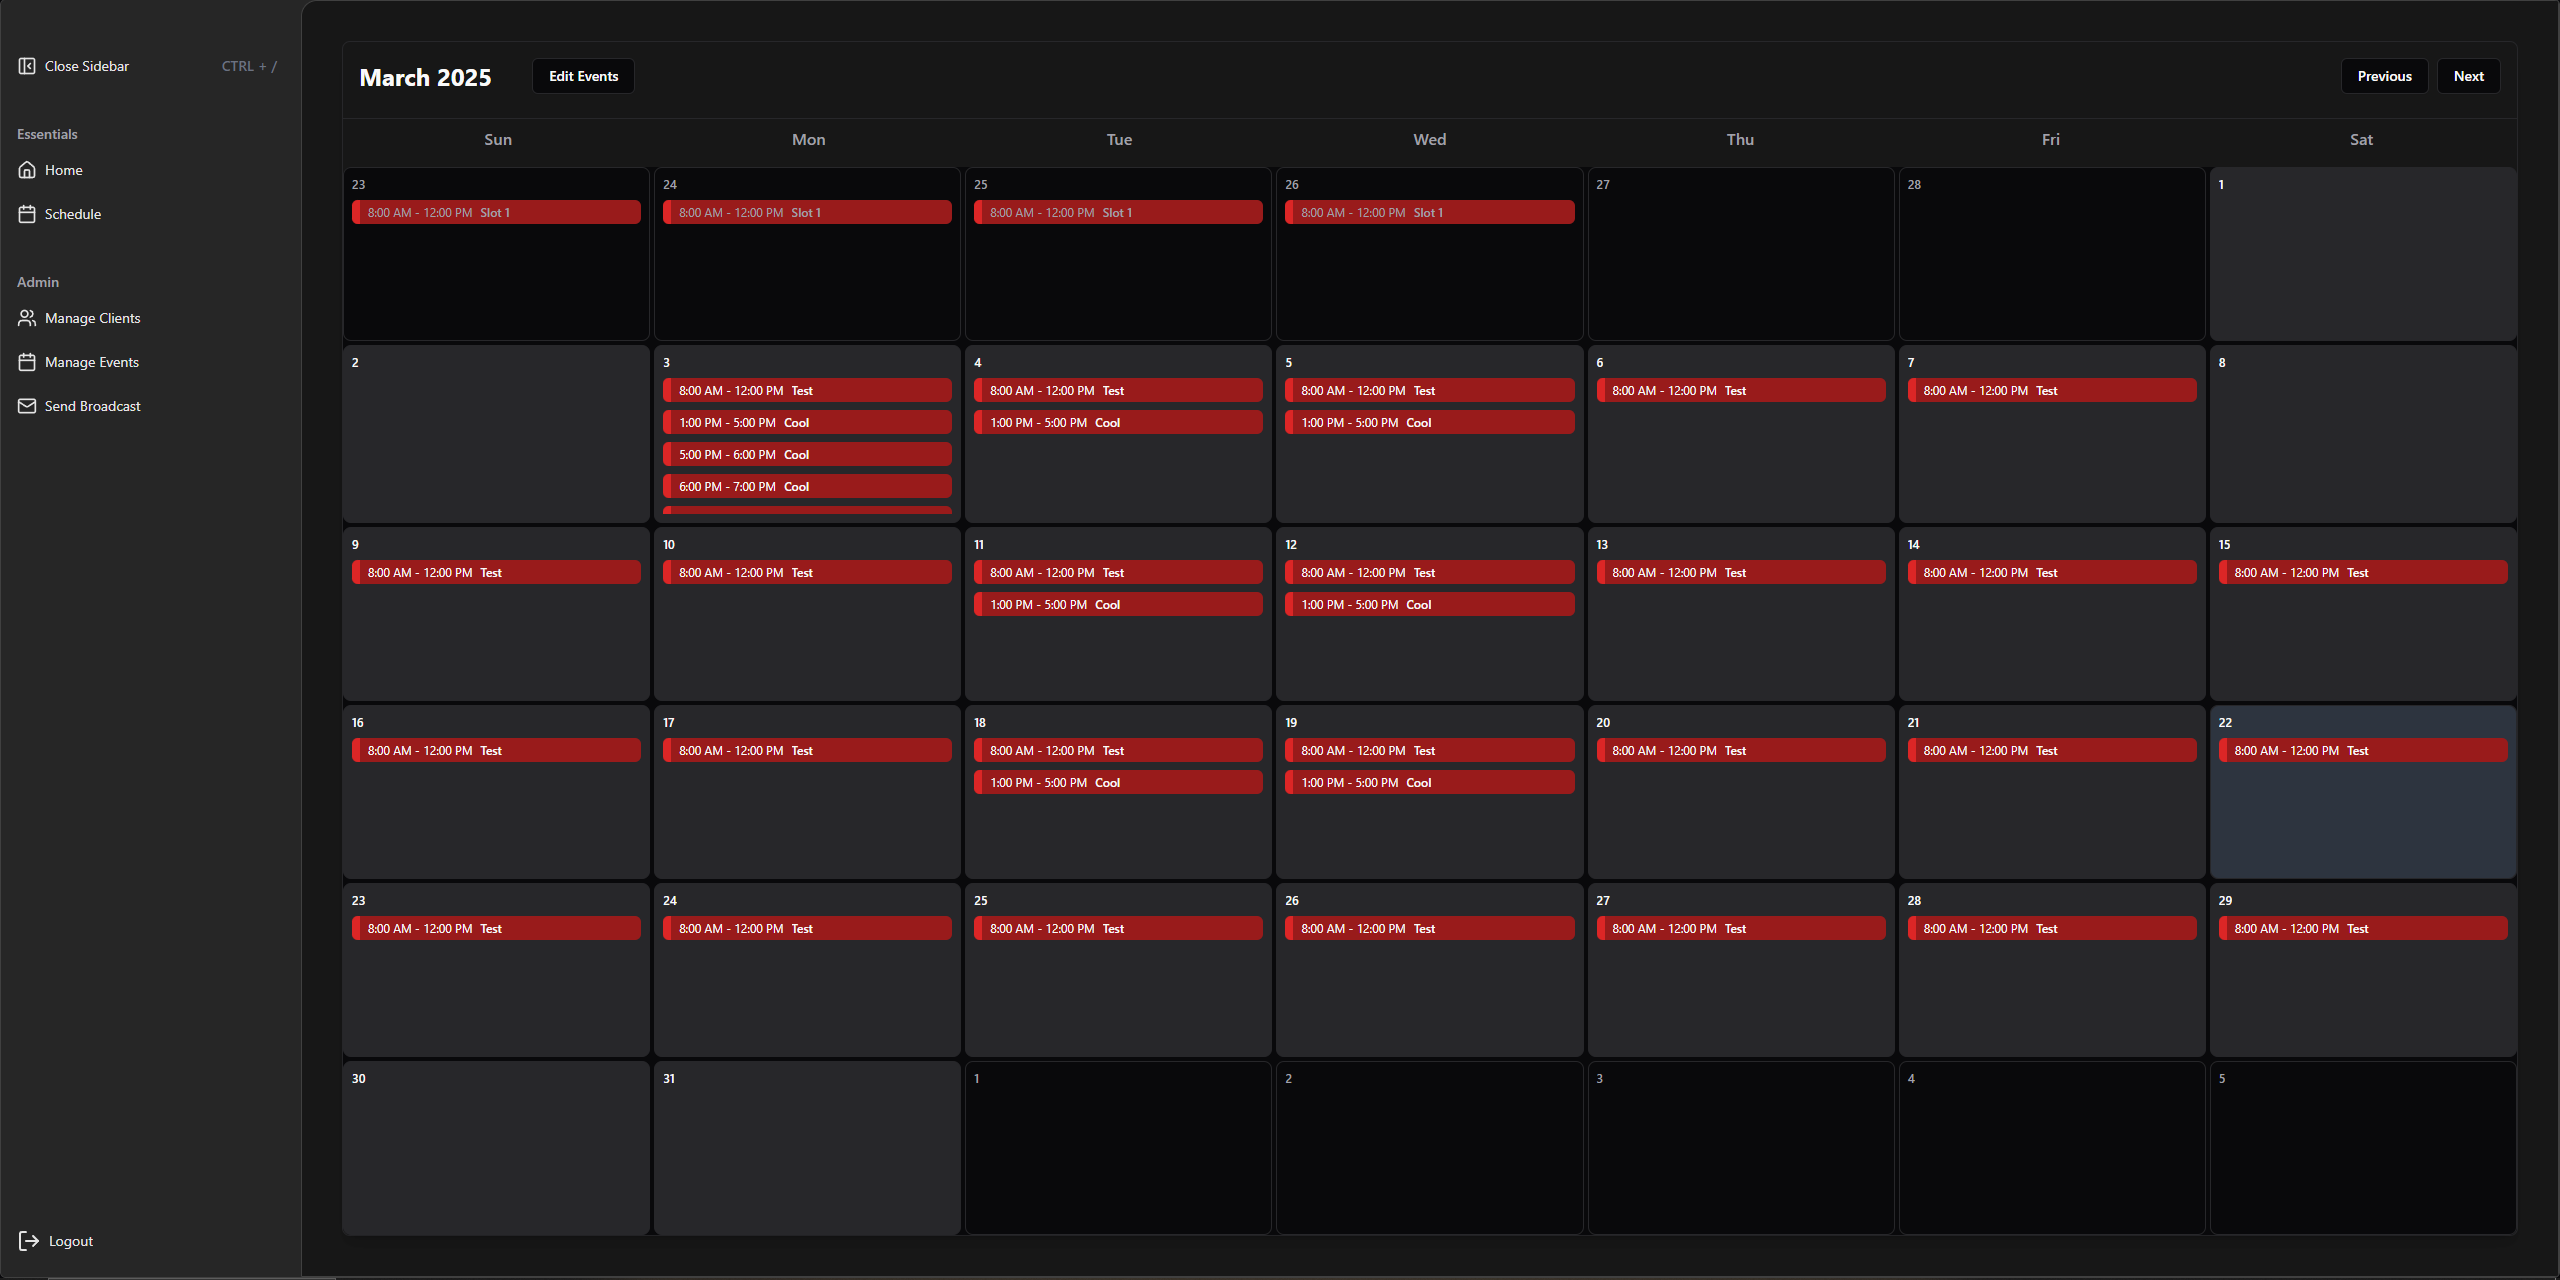 Close Sidebar CTRL + /
Essentials
Home
Schedule
Admin
Manage Clients
Manage Events
Send Broadcast
Logout
March 2025 Edit Events Previous Next
Sun Mon Tue Wed Thu Fri Sat
23 24 25 26 27 28 1
8:00 AM - 12:00 PM Slot 1 8:00 AM - 12:00 PM Slot 1 8:00 AM - 12:00 PM Slot 1 8:00 AM - 12:00 PM Slot 1
2 3 4 5 6 7 8
8:00 AM - 12:00 PM Test 8:00 AM - 12:00 PM Test 8:00 AM - 12:00 PM Test 8:00 AM - 12:00 PM Test 8:00 AM - 12:00 PM Test
1:00 PM - 5:00 PM Cool 1:00 PM - 5:00 PM Cool 1:00 PM - 5:00 PM Cool
5:00 PM - 6:00 PM Cool
6:00 PM - 7:00 PM Cool
9 10 11 12 13 14 15
8:00 AM - 12:00 PM Test 8:00 AM - 12:00 PM Test 8:00 AM - 12:00 PM Test 8:00 AM - 12:00 PM Test 8:00 AM - 12:00 PM Test 8:00 AM - 12:00 PM Test 8:00 AM - 12:00 PM Test
1:00 PM - 5:00 PM Cool 1:00 PM - 5:00 PM Cool
16 17 18 19 20 21 22
8:00 AM - 12:00 PM Test 8:00 AM - 12:00 PM Test 8:00 AM - 12:00 PM Test 8:00 AM - 12:00 PM Test 8:00 AM - 12:00 PM Test 8:00 AM - 12:00 PM Test 8:00 AM - 12:00 PM Test
1:00 PM - 5:00 PM Cool 1:00 PM - 5:00 PM Cool
23 24 25 26 27 28 29
8:00 AM - 12:00 PM Test 8:00 AM - 12:00 PM Test 8:00 AM - 12:00 PM Test 8:00 AM - 12:00 PM Test 8:00 AM - 12:00 PM Test 8:00 AM - 12:00 PM Test 8:00 AM - 12:00 PM Test
30 31 1 2 3 4 5